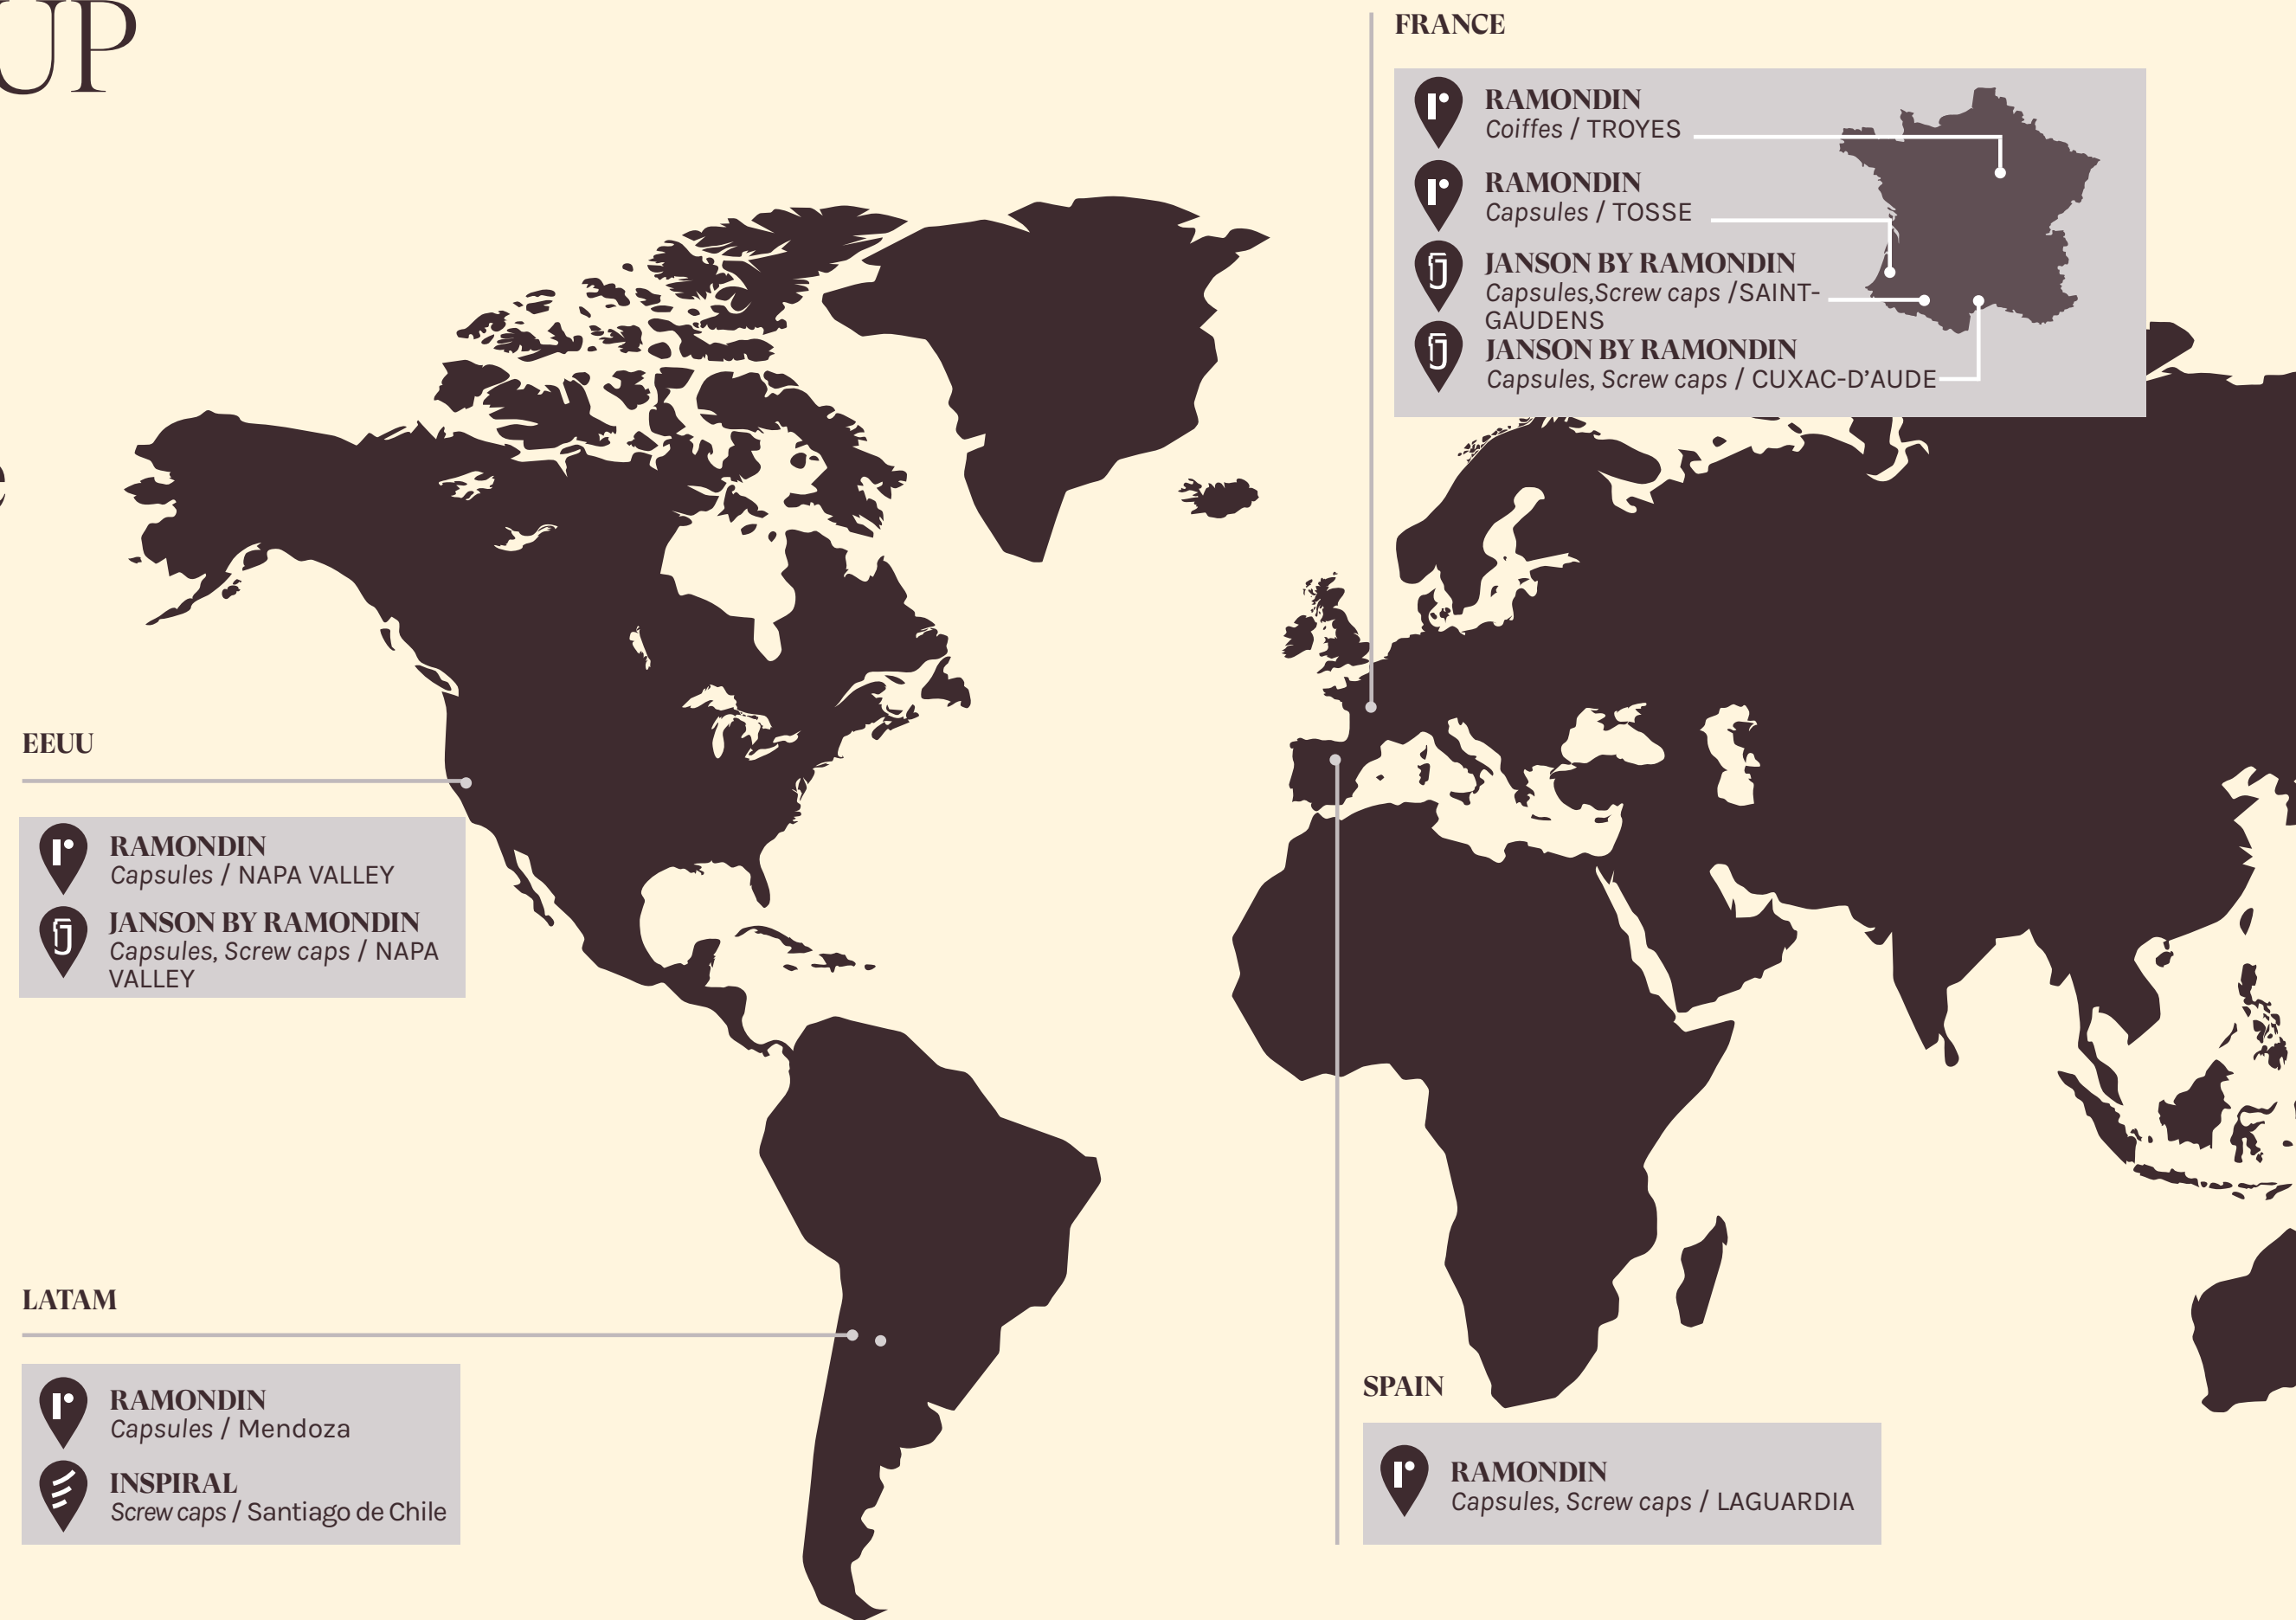 UP
e
FRANCE
RAMONDIN
Coiffes / TROYES
RAMONDIN
Capsules / TOSSE
JANSON BY RAMONDIN
Capsules,Screw caps /SAINT-
GAUDENS
JANSON BY RAMONDIN
Capsules, Screw caps / CUXAC-D’AUDE
EEUU
RAMONDIN
Capsules / NAPA VALLEY
JANSON BY RAMONDIN
Capsules, Screw caps / NAPA
VALLEY
LATAM
RAMONDIN
Capsules / Mendoza
INSPIRAL
Screw caps / Santiago de Chile
SPAIN
RAMONDIN
Capsules, Screw caps / LAGUARDIA